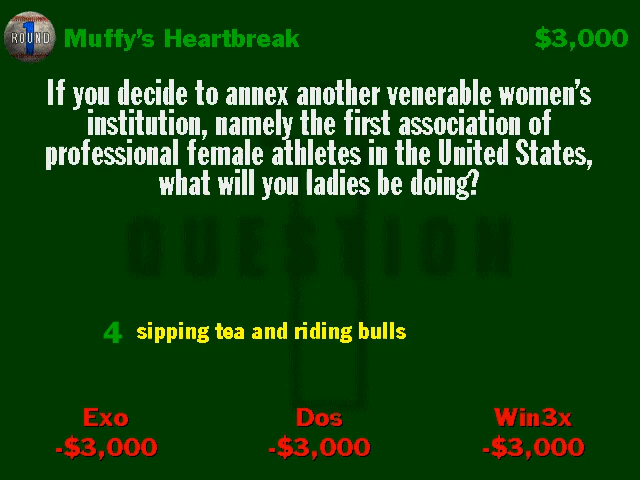 1
ROUND
Muffy's Heartbreak
$3,000
If you decide to annex another venerable women's
institution, namely the first association of
professional female athletes in the United States,
what will you ladies be doing?
QUESTION
1
4 sipping tea and riding bulls
Exo
-$3,000
Dos
-$3,000
Win3x
-$3,000